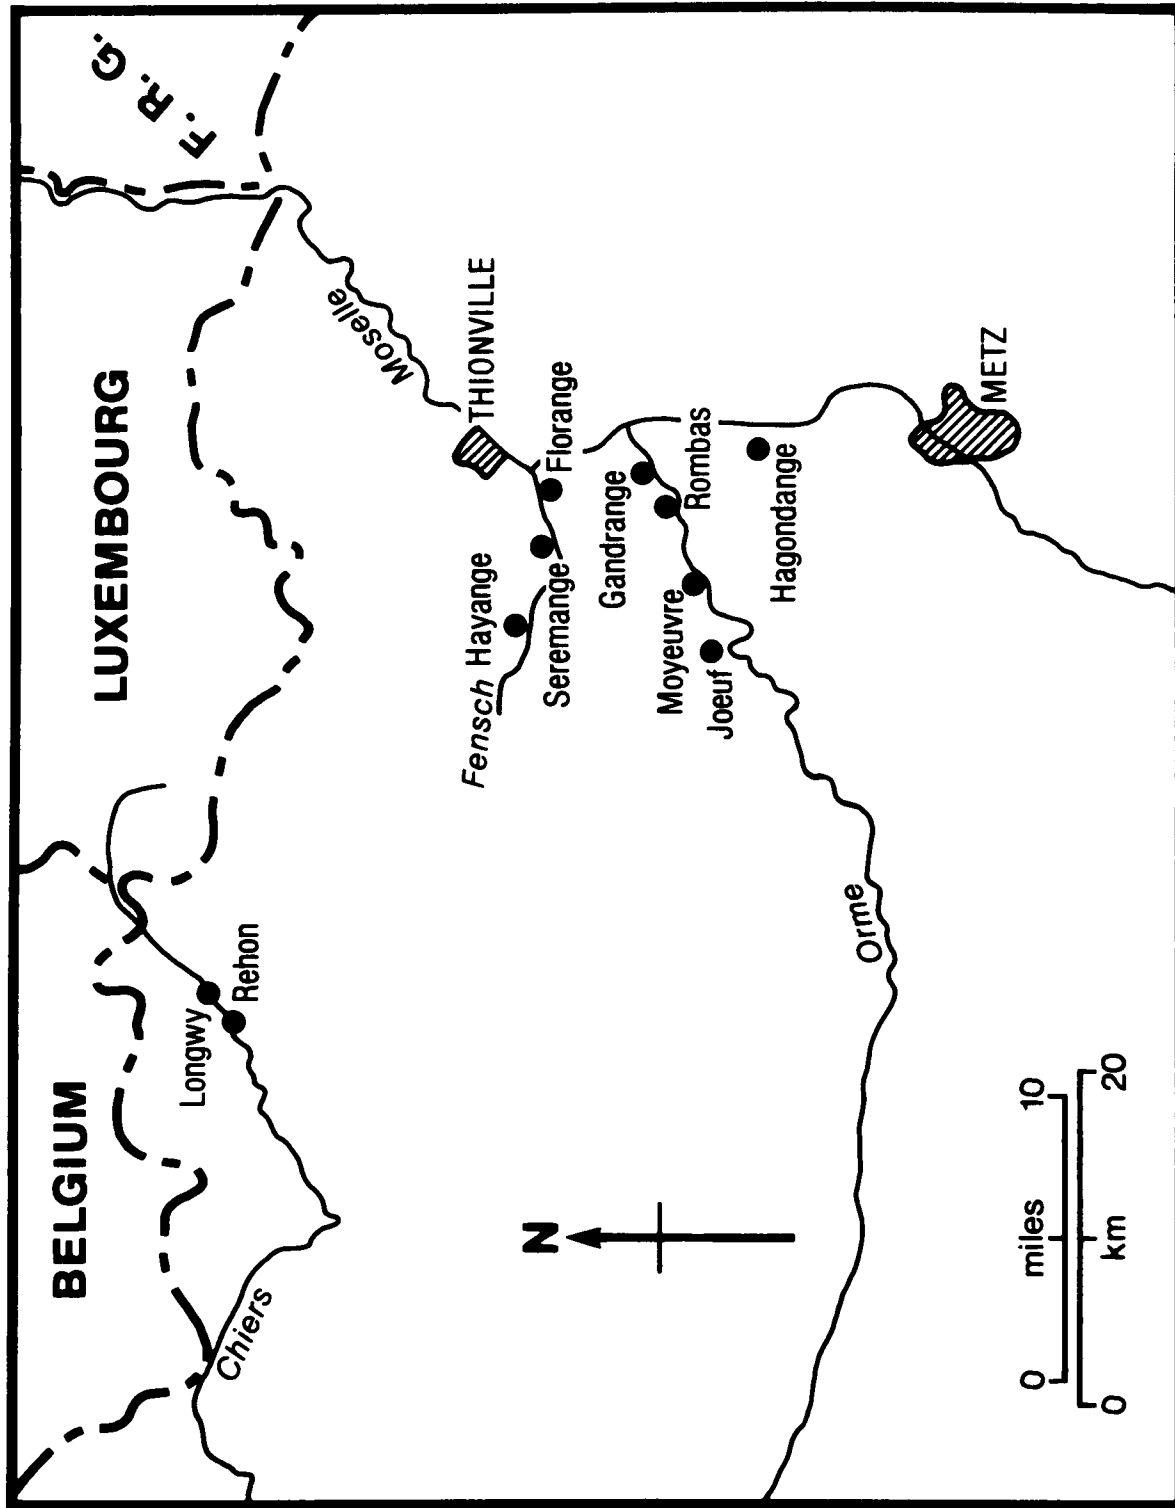 BELGIUM
LUXEMBOURG
F. R. G.
Longwy
Rehon
Chiers
Moselle
THIONVILLE
Fensch
Hayange
Seremange
Florange
Gandrange
Rombas
Moyeuvre
Joeuf
Hagondange
Orme
METZ
N
0 miles 10
0 km 20